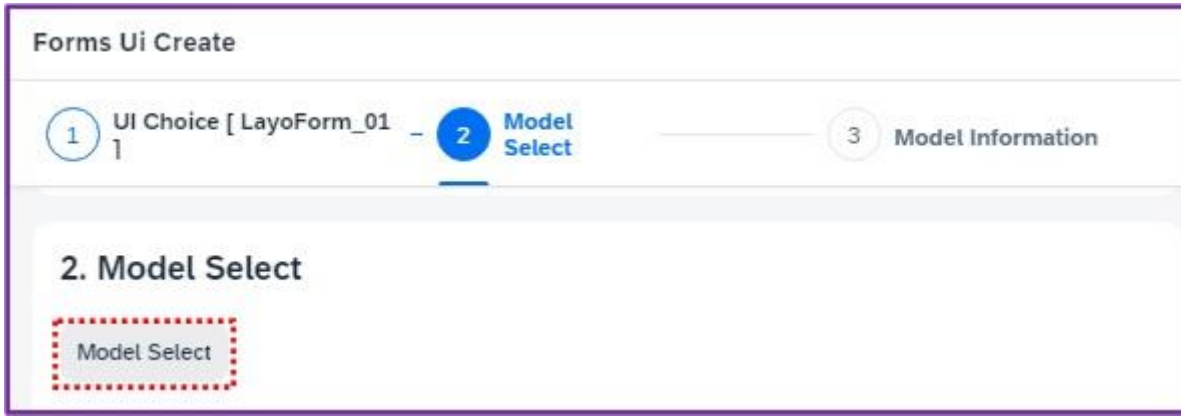 Forms Ui Create
1
UI Choice [ LayoForm_01
]
2
Model
Select
3
Model Information
2. Model Select
Model Select